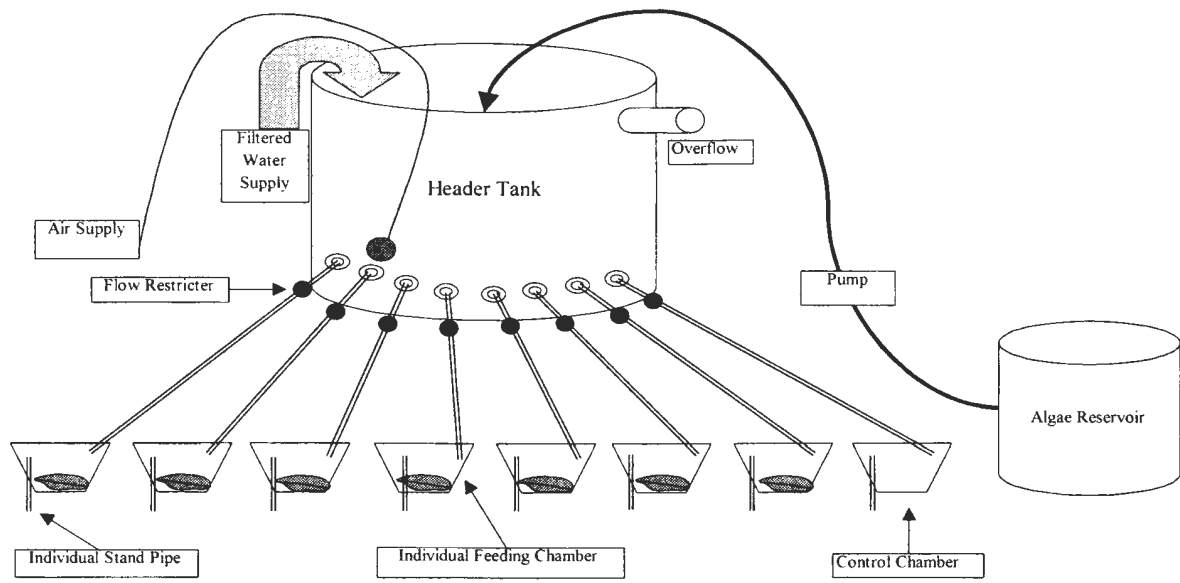 Filtered
Water
Supply
Overflow
Header Tank
Air Supply
Flow Restricter
Pump
Algae Reservoir
Individual Stand Pipe
Individual Feeding Chamber
Control Chamber